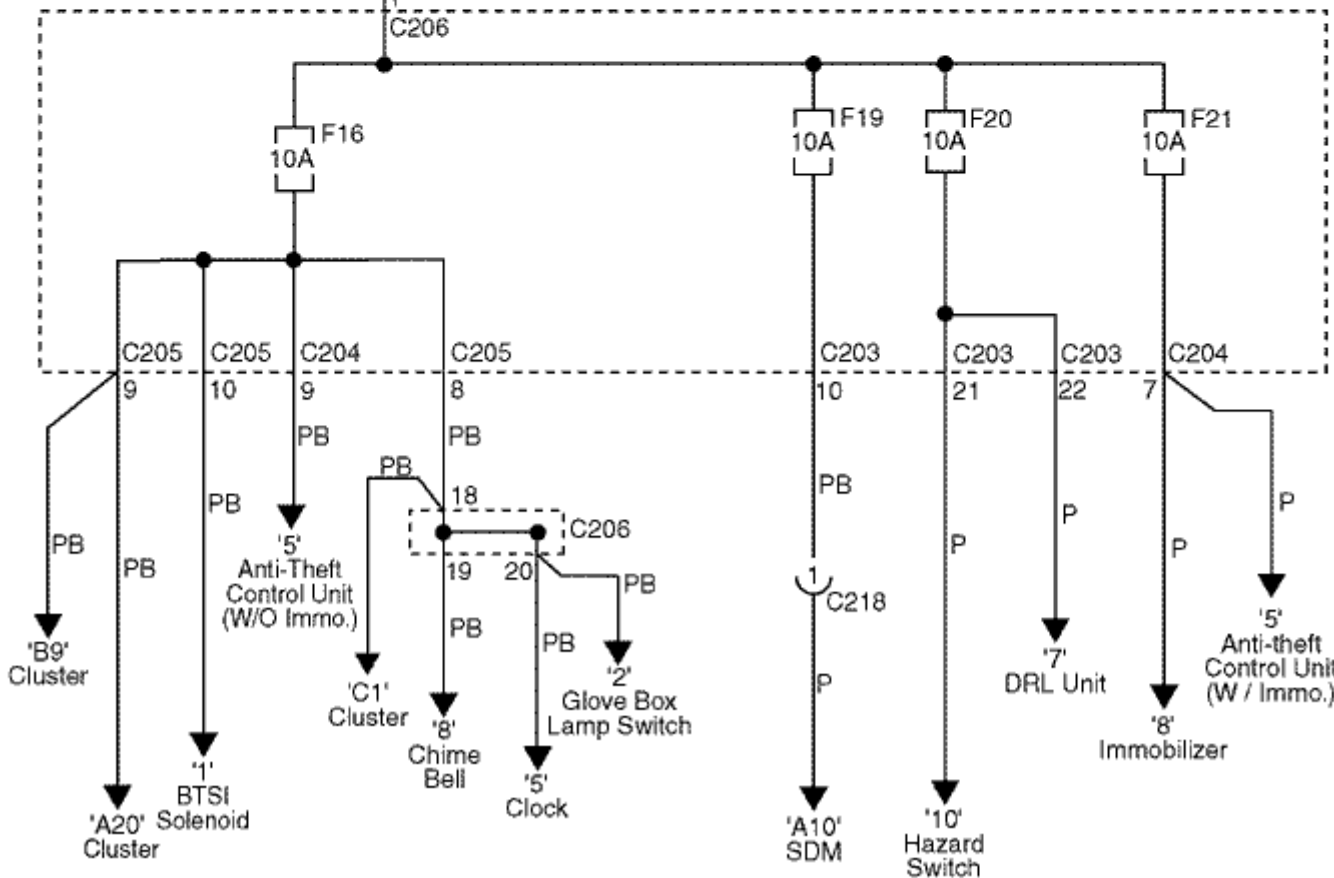 C206
F16
10A
F19
10A
F20
10A
F21
10A
C205
C205
C204
C205
C203
C203
C203
C204
9
10
9
8
10
21
22
7
PB
PB
PB
18
PB
P
PB
PB
PB
P
P
P
C206
'5'
Anti-Theft
Control Unit
(W/O Immo.)
19
20
PB
1
C218
PB
PB
'B9'
Cluster
'C1'
Cluster
'2'
Glove Box
Lamp Switch
P
'7'
DRL Unit
'5'
Anti-theft
Control Unit
(W / Immo.)
'8'
Chime
Bell
'8'
Immobilizer
'1'
BTSI
Solenoid
'5'
Clock
'A20'
Cluster
'A10'
SDM
'10'
Hazard
Switch